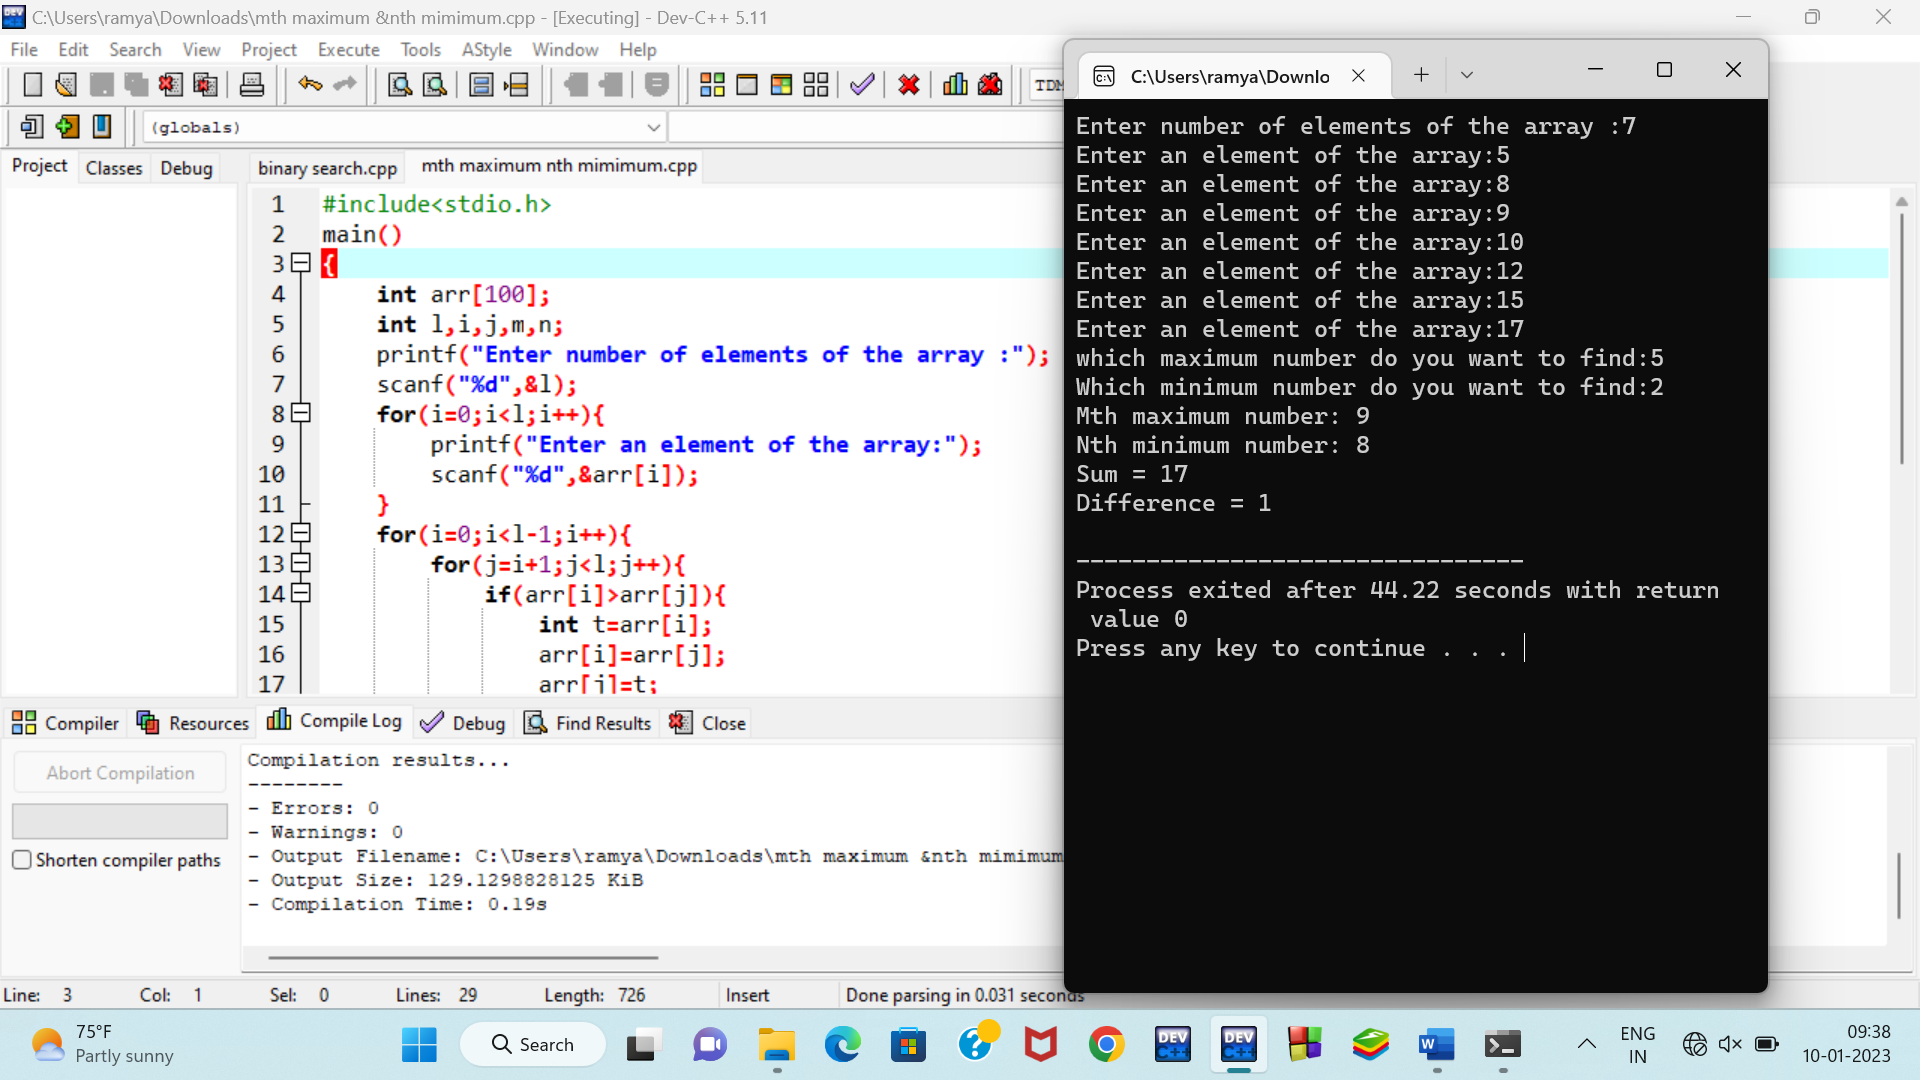 C:\Users\ramya\Downloads\mth maximum &nth mimimum.cpp - [Executing] - Dev-C++ 5.11
File Edit Search View Project Execute Tools AStyle Window Help
TDM
(globals)
Project Classes Debug
binary search.cpp mth maximum nth mimimum.cpp
1 #include<stdio.h>
2 main()
3 {
4 int arr[100];
5 int l,i,j,m,n;
6 printf("Enter number of elements of the array :");
7 scanf("%d",&l);
8 for(i=0;i<l;i++){
9 printf("Enter an element of the array:");
10 scanf("%d",&arr[i]);
11 }
12 for(i=0;i<l-1;i++){
13 for(j=i+1;j<l;j++){
14 if(arr[i]>arr[j]){
15 int t=arr[i];
16 arr[i]=arr[j];
17 arr[j]=t;
C:\Users\ramya\Downlo
Enter number of elements of the array :7
Enter an element of the array:5
Enter an element of the array:8
Enter an element of the array:9
Enter an element of the array:10
Enter an element of the array:12
Enter an element of the array:15
Enter an element of the array:17
which maximum number do you want to find:5
Which minimum number do you want to find:2
Mth maximum number: 9
Nth minimum number: 8
Sum = 17
Difference = 1
--------------------------------
Process exited after 44.22 seconds with return
value 0
Press any key to continue . . .
Compiler Resources Compile Log Debug Find Results Close
Abort Compilation
Shorten compiler paths
Compilation results...
--------
- Errors: 0
- Warnings: 0
- Output Filename: C:\Users\ramya\Downloads\mth maximum &nth mimimum
- Output Size: 129.1298828125 KiB
- Compilation Time: 0.19s
Line: 3 Col: 1 Sel: 0 Lines: 29 Length: 726 Insert Done parsing in 0.031 seconds
75°F
Partly sunny
Search
DEV C++
DEV C++
W
ENG
IN
09:38
10-01-2023